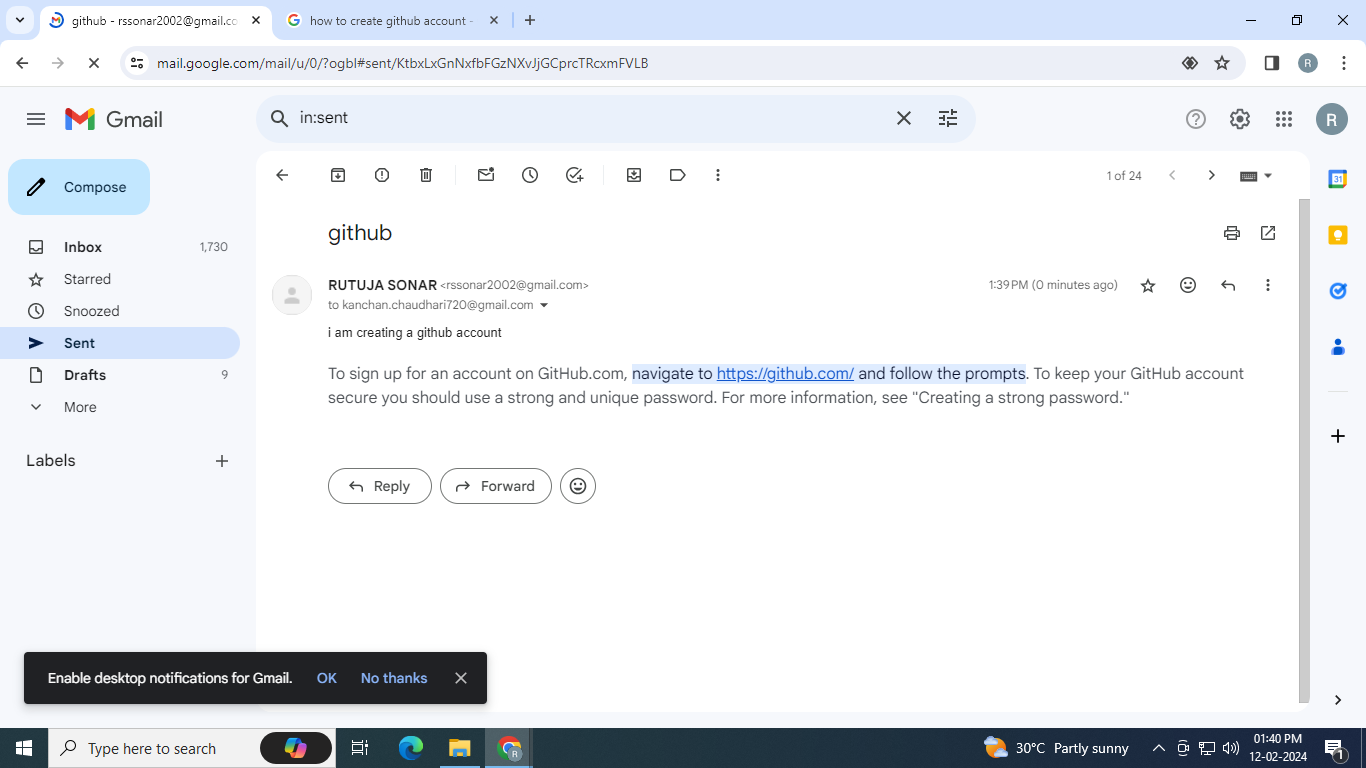 github - rssonar2002@gmail.co
how to create github account -
mail.google.com/mail/u/0/?ogbl#sent/KtbxLxGnNxfbFGzNXvJjGCprcTRcxmFVLB
R
Gmail
in:sent
R
Compose
1 of 24
31
github
Inbox 1,730
RUTUJA SONAR <rssonar2002@gmail.com> 1:39 PM (0 minutes ago)
Starred
to kanchan.chaudhari720@gmail.com
Snoozed
i am creating a github account
Sent
Drafts 9
To sign up for an account on GitHub.com, navigate to https://github.com/ and follow the prompts. To keep your GitHub account
secure you should use a strong and unique password. For more information, see "Creating a strong password."
More
Labels
Reply Forward
Enable desktop notifications for Gmail. OK No thanks
Type here to search
R
30°C Partly sunny
01:40 PM
12-02-2024
1